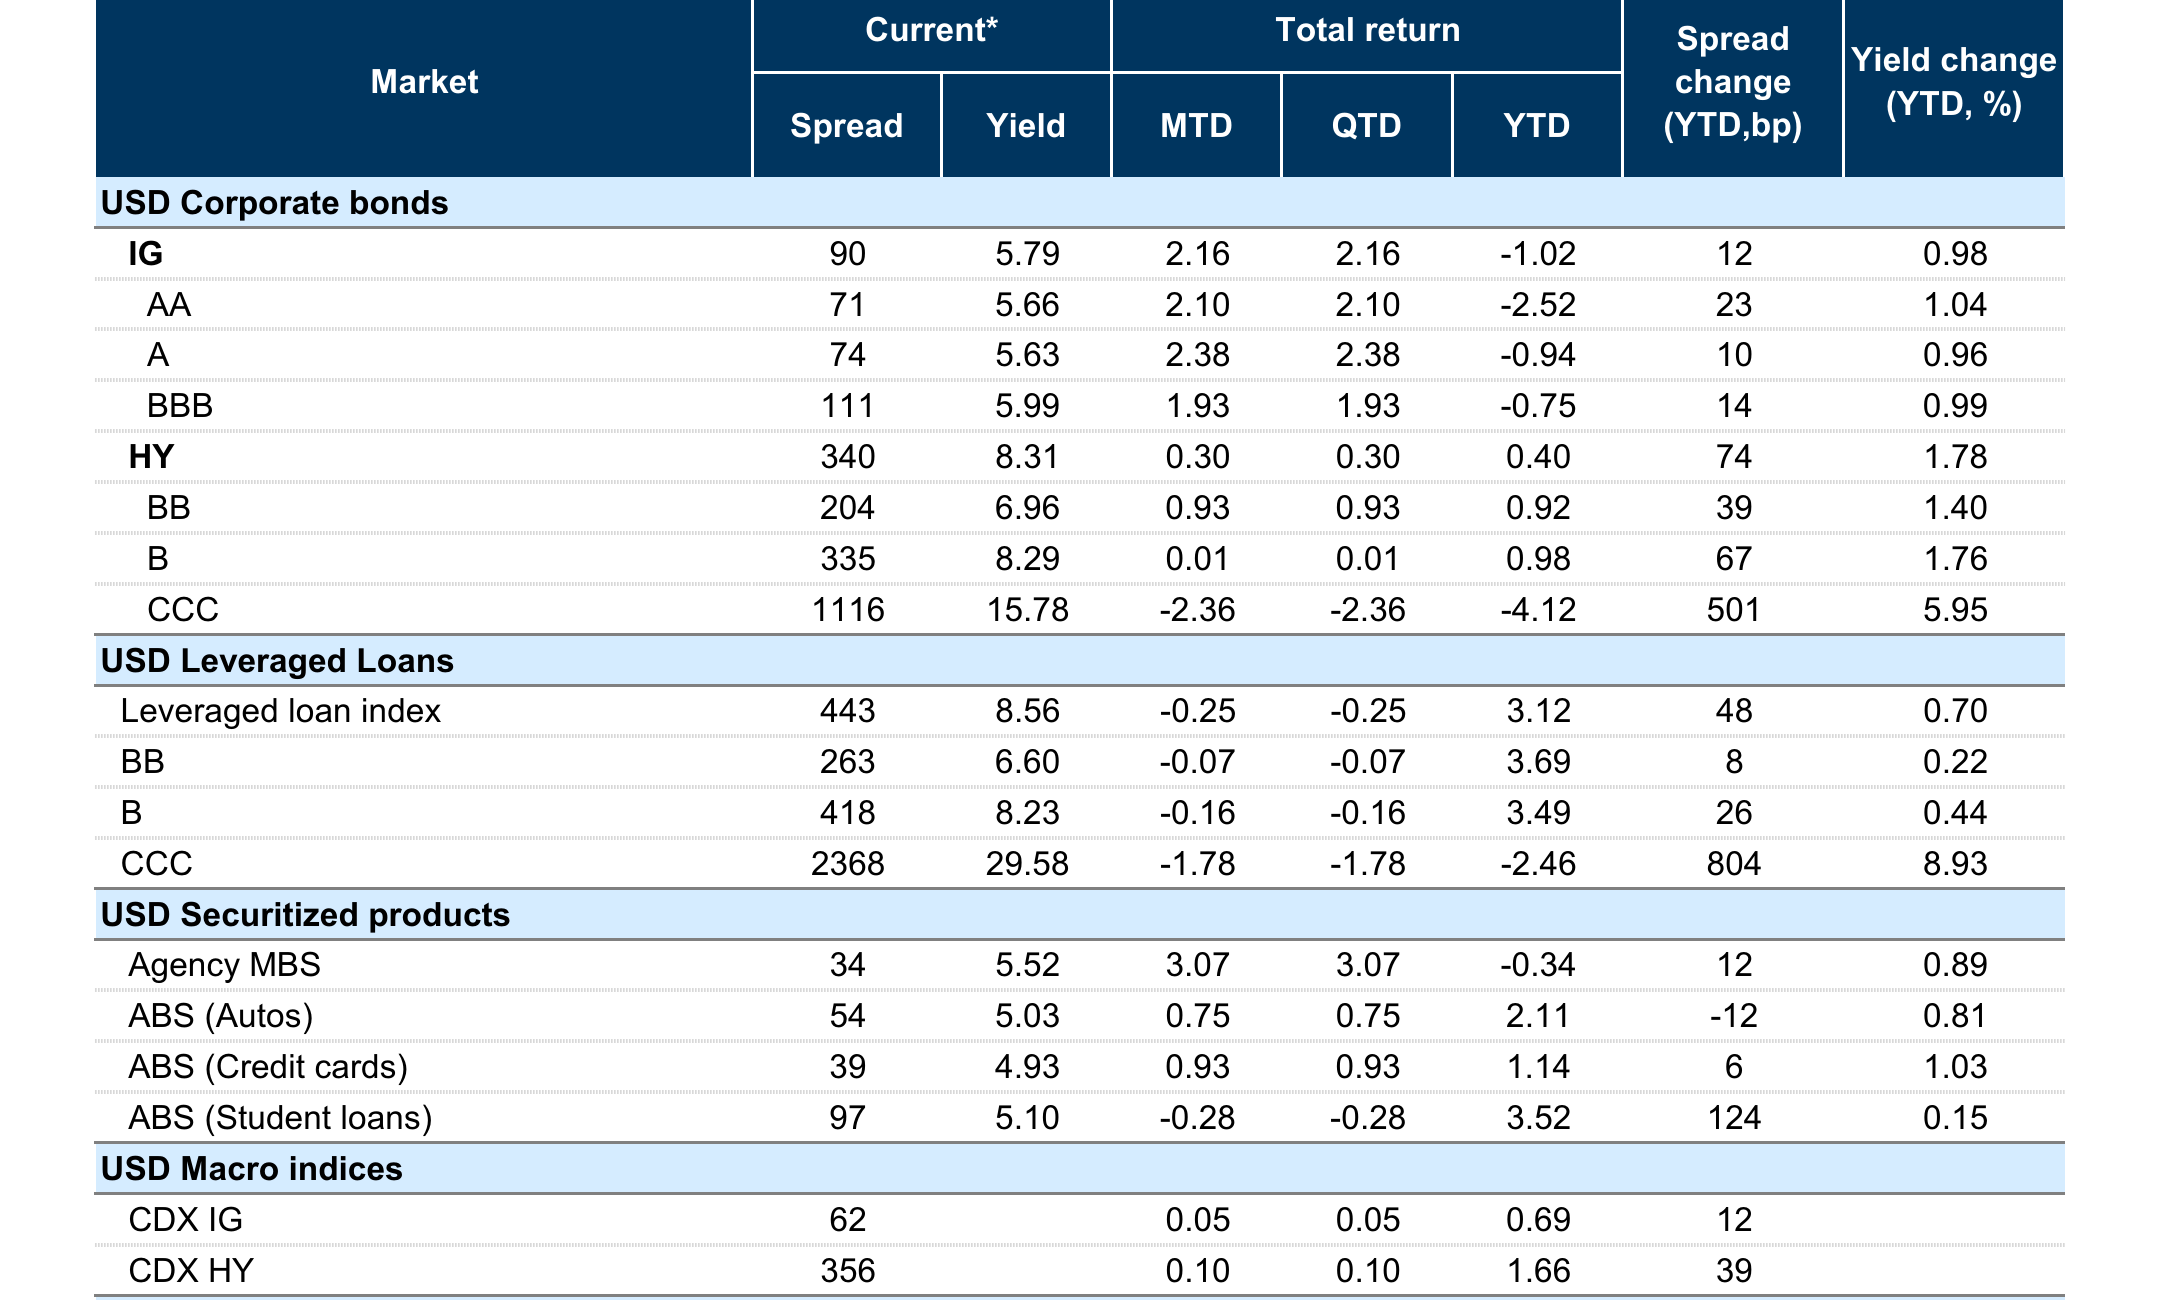 Market Current* Total return Spread change (YTD,bp) Yield change (YTD, %)
Spread Yield MTD QTD YTD
USD Corporate bonds
IG 90 5.79 2.16 2.16 -1.02 12 0.98
AA 71 5.66 2.10 2.10 -2.52 23 1.04
A 74 5.63 2.38 2.38 -0.94 10 0.96
BBB 111 5.99 1.93 1.93 -0.75 14 0.99
HY 340 8.31 0.30 0.30 0.40 74 1.78
BB 204 6.96 0.93 0.93 0.92 39 1.40
B 335 8.29 0.01 0.01 0.98 67 1.76
CCC 1116 15.78 -2.36 -2.36 -4.12 501 5.95
USD Leveraged Loans
Leveraged loan index 443 8.56 -0.25 -0.25 3.12 48 0.70
BB 263 6.60 -0.07 -0.07 3.69 8 0.22
B 418 8.23 -0.16 -0.16 3.49 26 0.44
CCC 2368 29.58 -1.78 -1.78 -2.46 804 8.93
USD Securitized products
Agency MBS 34 5.52 3.07 3.07 -0.34 12 0.89
ABS (Autos) 54 5.03 0.75 0.75 2.11 -12 0.81
ABS (Credit cards) 39 4.93 0.93 0.93 1.14 6 1.03
ABS (Student loans) 97 5.10 -0.28 -0.28 3.52 124 0.15
USD Macro indices
CDX IG 62 0.05 0.05 0.69 12
CDX HY 356 0.10 0.10 1.66 39